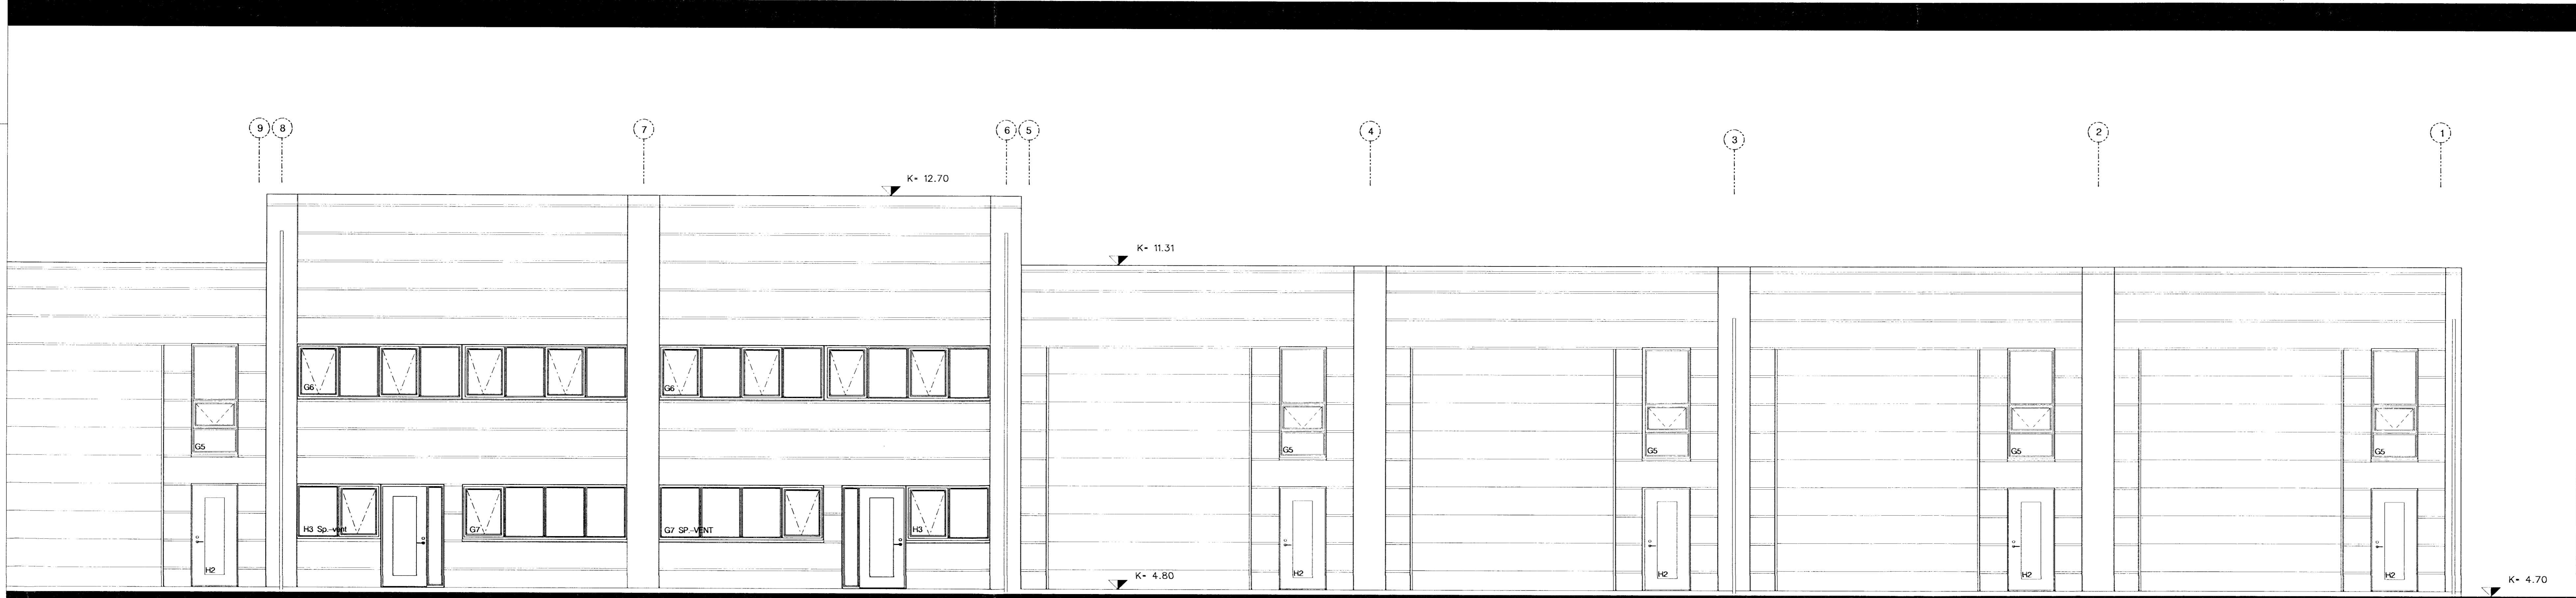 9 8 7 6 5 4 3 2 1
K= 12.70
K= 11.31
G6 G6
G5 G5 G5 G5 G5
H3 Sp.-vent G7 G7 SP.-VENT H3
H2 H2 H2 H2 H2
K= 4.80
K= 4.70